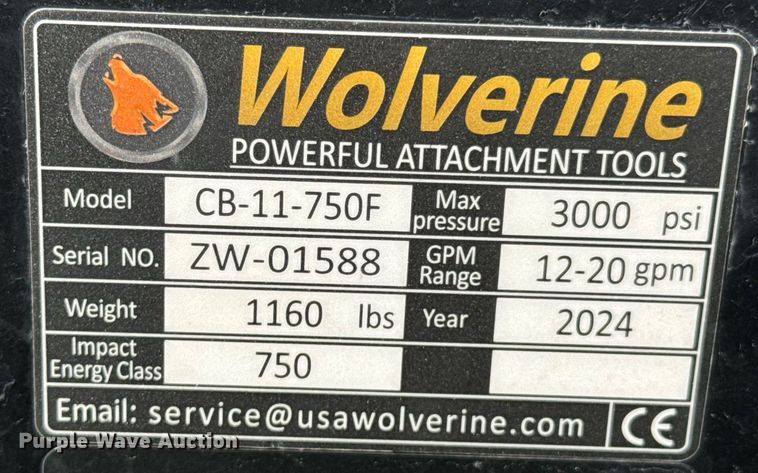 Wolverine
POWERFUL ATTACHMENT TOOLS
Model CB-11-750F Max pressure 3000 psi
Serial NO. ZW-01588 GPM Range 12-20 gpm
Weight 1160 lbs Year 2024
Impact Energy Class 750
Email: service@usawolverine.com CE
Purple Wave Auction